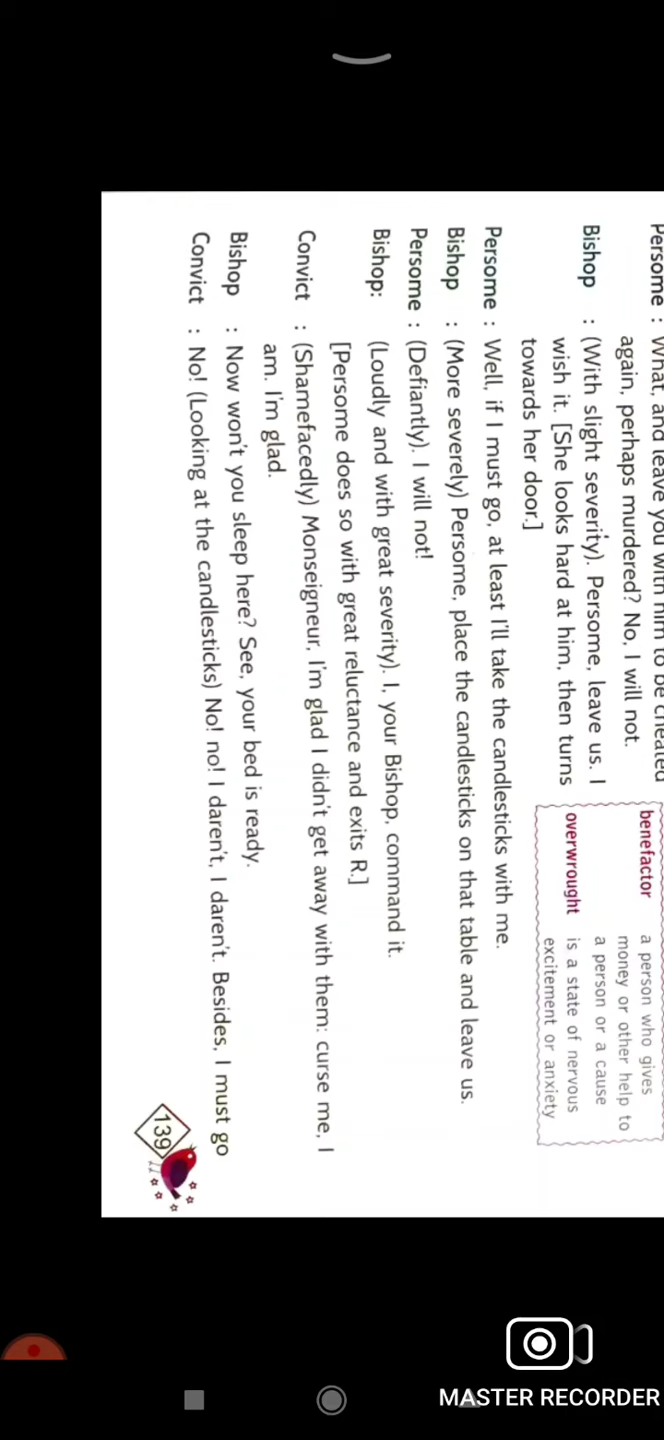 Persome : What, and leave you with him to be cheated
again, perhaps murdered? No, I will not.
Bishop : (With slight severity). Persome, leave us. I
wish it. [She looks hard at him, then turns
towards her door.]
benefactor a person who gives
money or other help to
a person or a cause
overwrought is a state of nervous
excitement or anxiety
Persome : Well, if I must go, at least I'll take the candlesticks with me.
Bishop : (More severely) Persome, place the candlesticks on that table and leave us.
Persome : (Defiantly). I will not!
Bishop: (Loudly and with great severity). I, your Bishop, command it.
[Persome does so with great reluctance and exits R.]
Convict : (Shamefacedly) Monseigneur, I'm glad I didn't get away with them: curse me, I
am. I'm glad.
Bishop : Now won't you sleep here? See, your bed is ready.
Convict : No! (Looking at the candlesticks) No! no! I daren't, I daren't. Besides, I must go
139
MASTER RECORDER